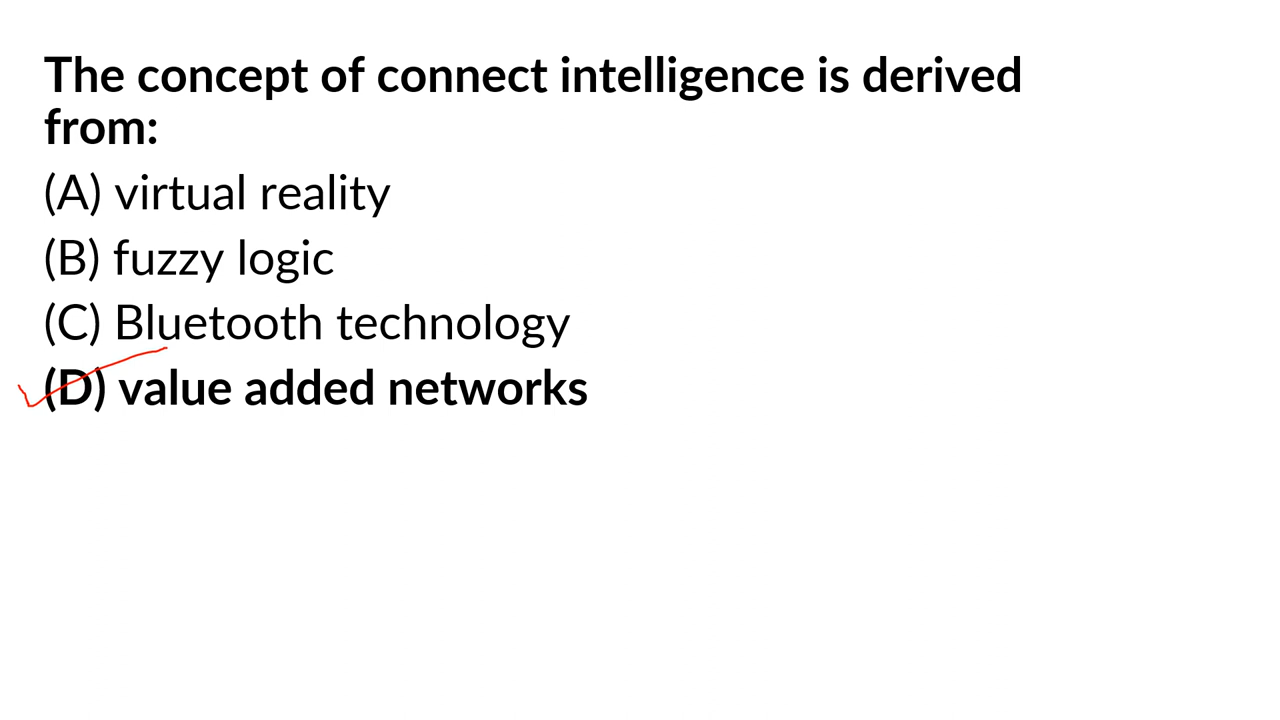 The concept of connect intelligence is derived
from:
(A) virtual reality
(B) fuzzy logic
(C) Bluetooth technology
(D) value added networks